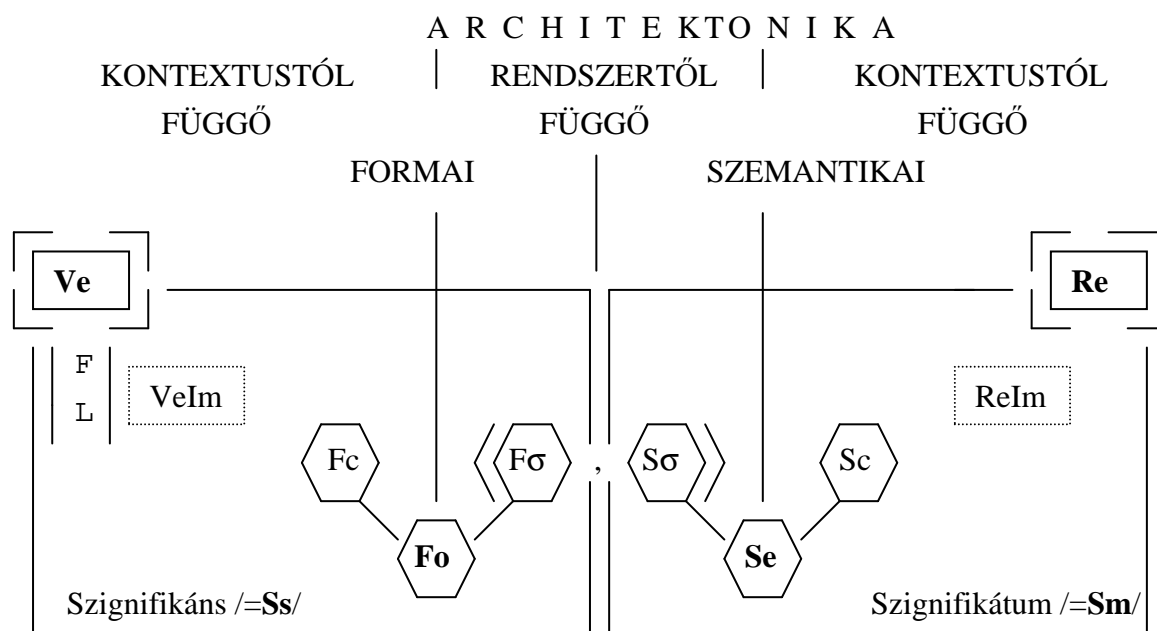 A R C H I T E KTO N I K A
KONTEXTUSTÓL RENDSZERTŐL KONTEXTUSTÓL
FÜGGŐ FÜGGŐ FÜGGŐ
FORMAI SZEMANTIKAI
Ve Re
F
VeIm ReIm
L
Fc Fσ , Sσ Sc
Fo Se
Szignifikáns /=Ss/ Szignifikátum /=Sm/